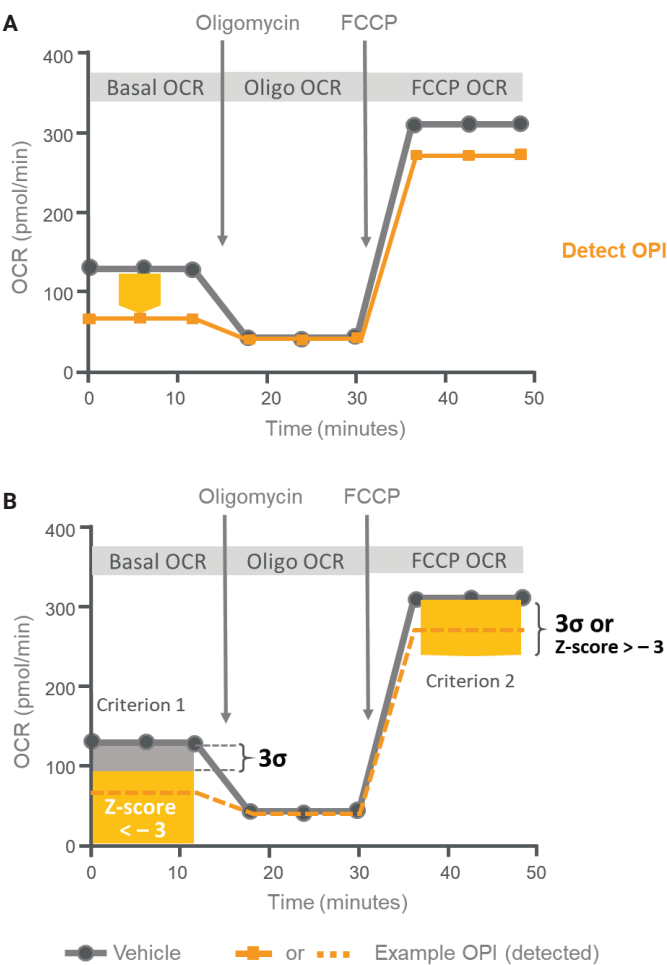 A
Oligomycin FCCP
400
Basal OCR Oligo OCR FCCP OCR
300
200
100
0
OCR (pmol/min)
Detect OPI
0 10 20 30 40 50
Time (minutes)
B
Oligomycin FCCP
400
Basal OCR Oligo OCR FCCP OCR
300
200
100
0
OCR (pmol/min)
3σ or
Z-score > – 3
Criterion 2
Criterion 1
3σ
Z-score
< – 3
0 10 20 30 40 50
Time (minutes)
Vehicle or Example OPI (detected)